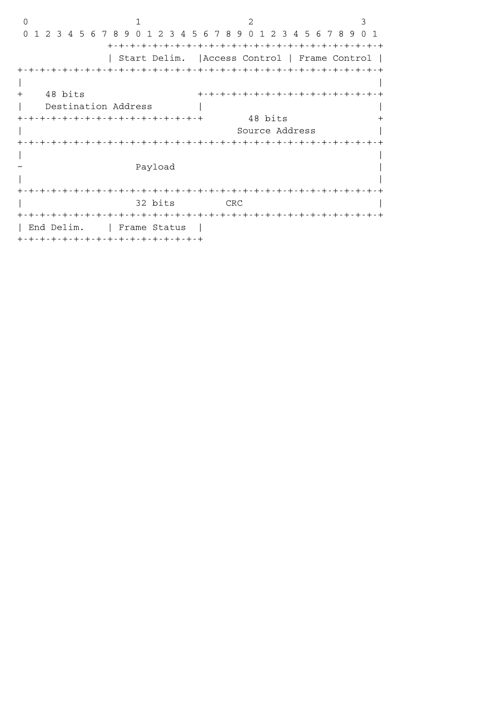 0                   1                   2                   3
 0 1 2 3 4 5 6 7 8 9 0 1 2 3 4 5 6 7 8 9 0 1 2 3 4 5 6 7 8 9 0 1
                +-+-+-+-+-+-+-+-+-+-+-+-+-+-+-+-+-+-+-+-+-+-+-+-+
                | Start Delim.  |Access Control | Frame Control |
+-+-+-+-+-+-+-+-+-+-+-+-+-+-+-+-+-+-+-+-+-+-+-+-+-+-+-+-+-+-+-+-+
|                                                               |
+    48 bits                    +-+-+-+-+-+-+-+-+-+-+-+-+-+-+-+-+
|    Destination Address        |                               |
+-+-+-+-+-+-+-+-+-+-+-+-+-+-+-+-+        48 bits                +
|                                      Source Address           |
+-+-+-+-+-+-+-+-+-+-+-+-+-+-+-+-+-+-+-+-+-+-+-+-+-+-+-+-+-+-+-+-+
|                                                               |
~                    Payload                                    |
|                                                               |
+-+-+-+-+-+-+-+-+-+-+-+-+-+-+-+-+-+-+-+-+-+-+-+-+-+-+-+-+-+-+-+-+
|                    32 bits         CRC                        |
+-+-+-+-+-+-+-+-+-+-+-+-+-+-+-+-+-+-+-+-+-+-+-+-+-+-+-+-+-+-+-+-+
| End Delim.    | Frame Status  |
+-+-+-+-+-+-+-+-+-+-+-+-+-+-+-+-+